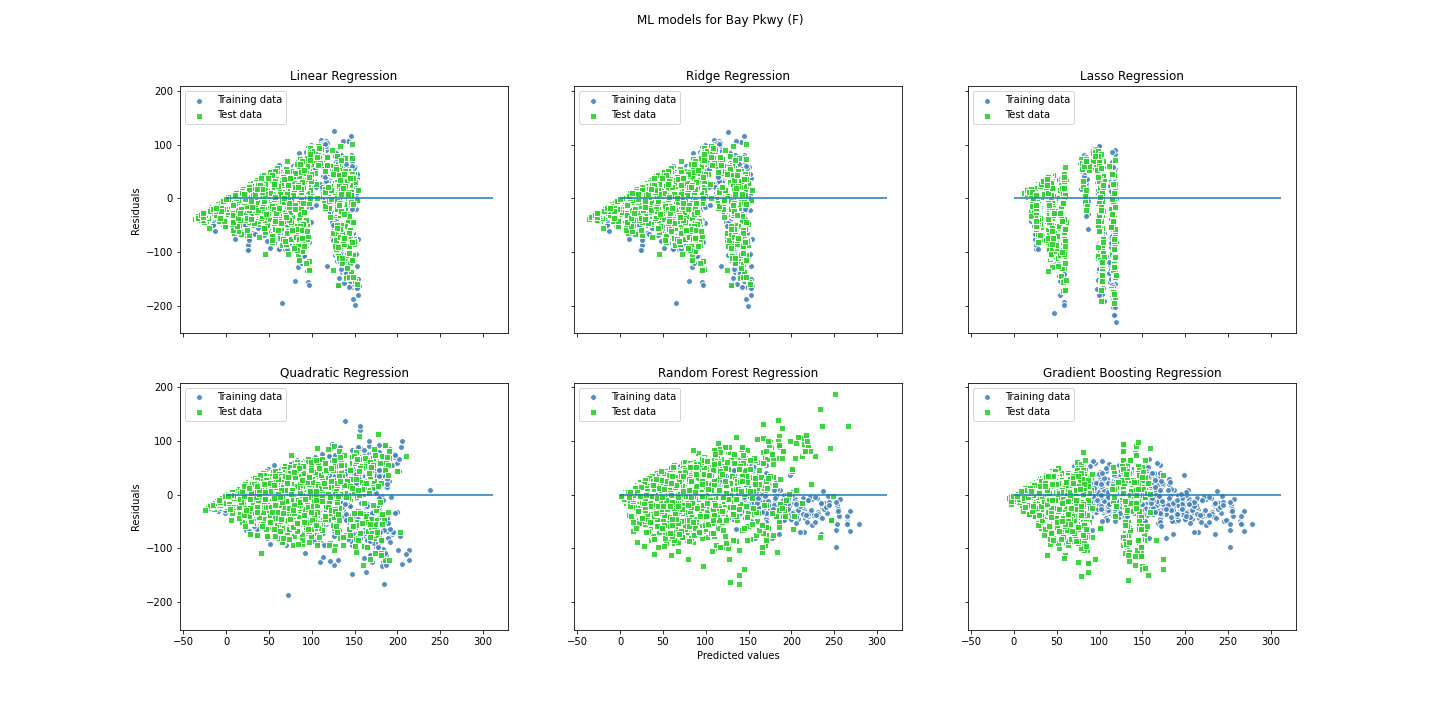 ML models for Bay Pkwy (F)
Linear Regression
Ridge Regression
Lasso Regression
Training data
Test data
Training data
Test data
Training data
Test data
200
100
0
−100
−200
Residuals
Quadratic Regression
Random Forest Regression
Gradient Boosting Regression
Training data
Test data
Training data
Test data
Training data
Test data
200
100
0
−100
−200
Residuals
−50 0 50 100 150 200 250 300
−50 0 50 100 150 200 250 300
−50 0 50 100 150 200 250 300
Predicted values